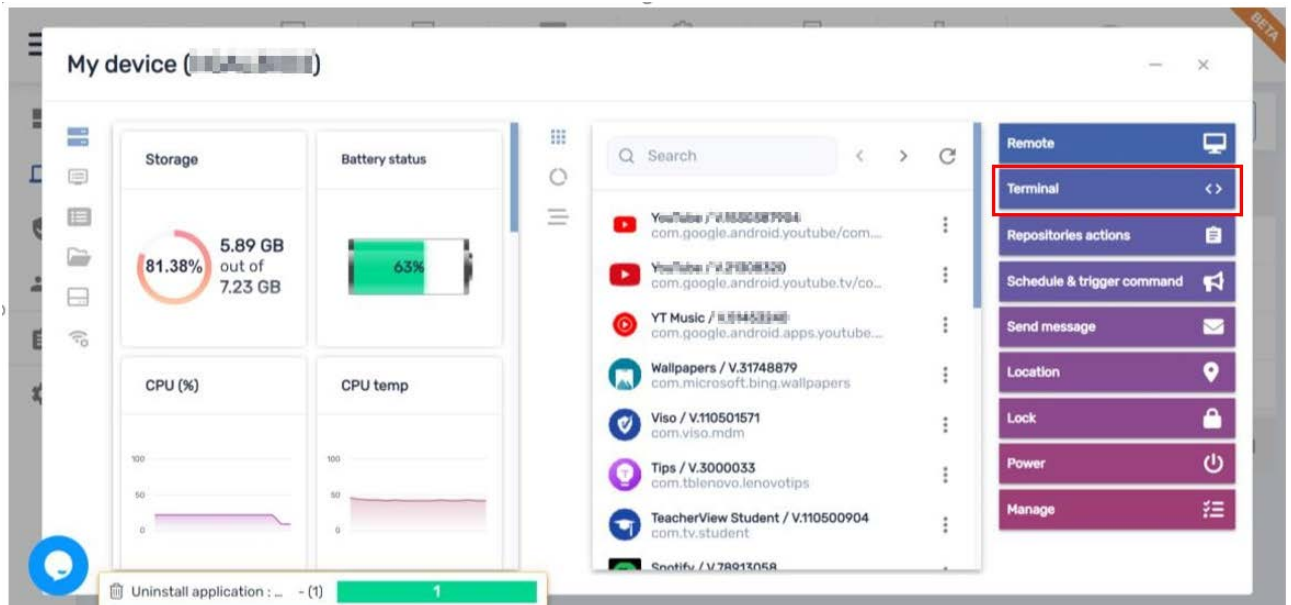 BETA
My device (
)
Storage
81.38%
5.89 GB
out of
7.23 GB
Battery status
63%
CPU (%)
100
50
0
CPU temp
100
50
0
Search
YouTube /
com.google.android.youtube/com....
YouTube /
com.google.android.youtube.tv/co...
YT Music /
com.google.android.apps.youtube....
Wallpapers / V.31748879
com.microsoft.bing.wallpapers
Viso / V.110501571
com.viso.mdm
Tips / V.3000033
com.tblenovo.lenovotips
TeacherView Student / V.110500904
com.tv.student
Spotify / V.78913058
Remote
Terminal
Repositories actions
Schedule & trigger command
Send message
Location
Lock
Power
Manage
Uninstall application : ... - (1)
1